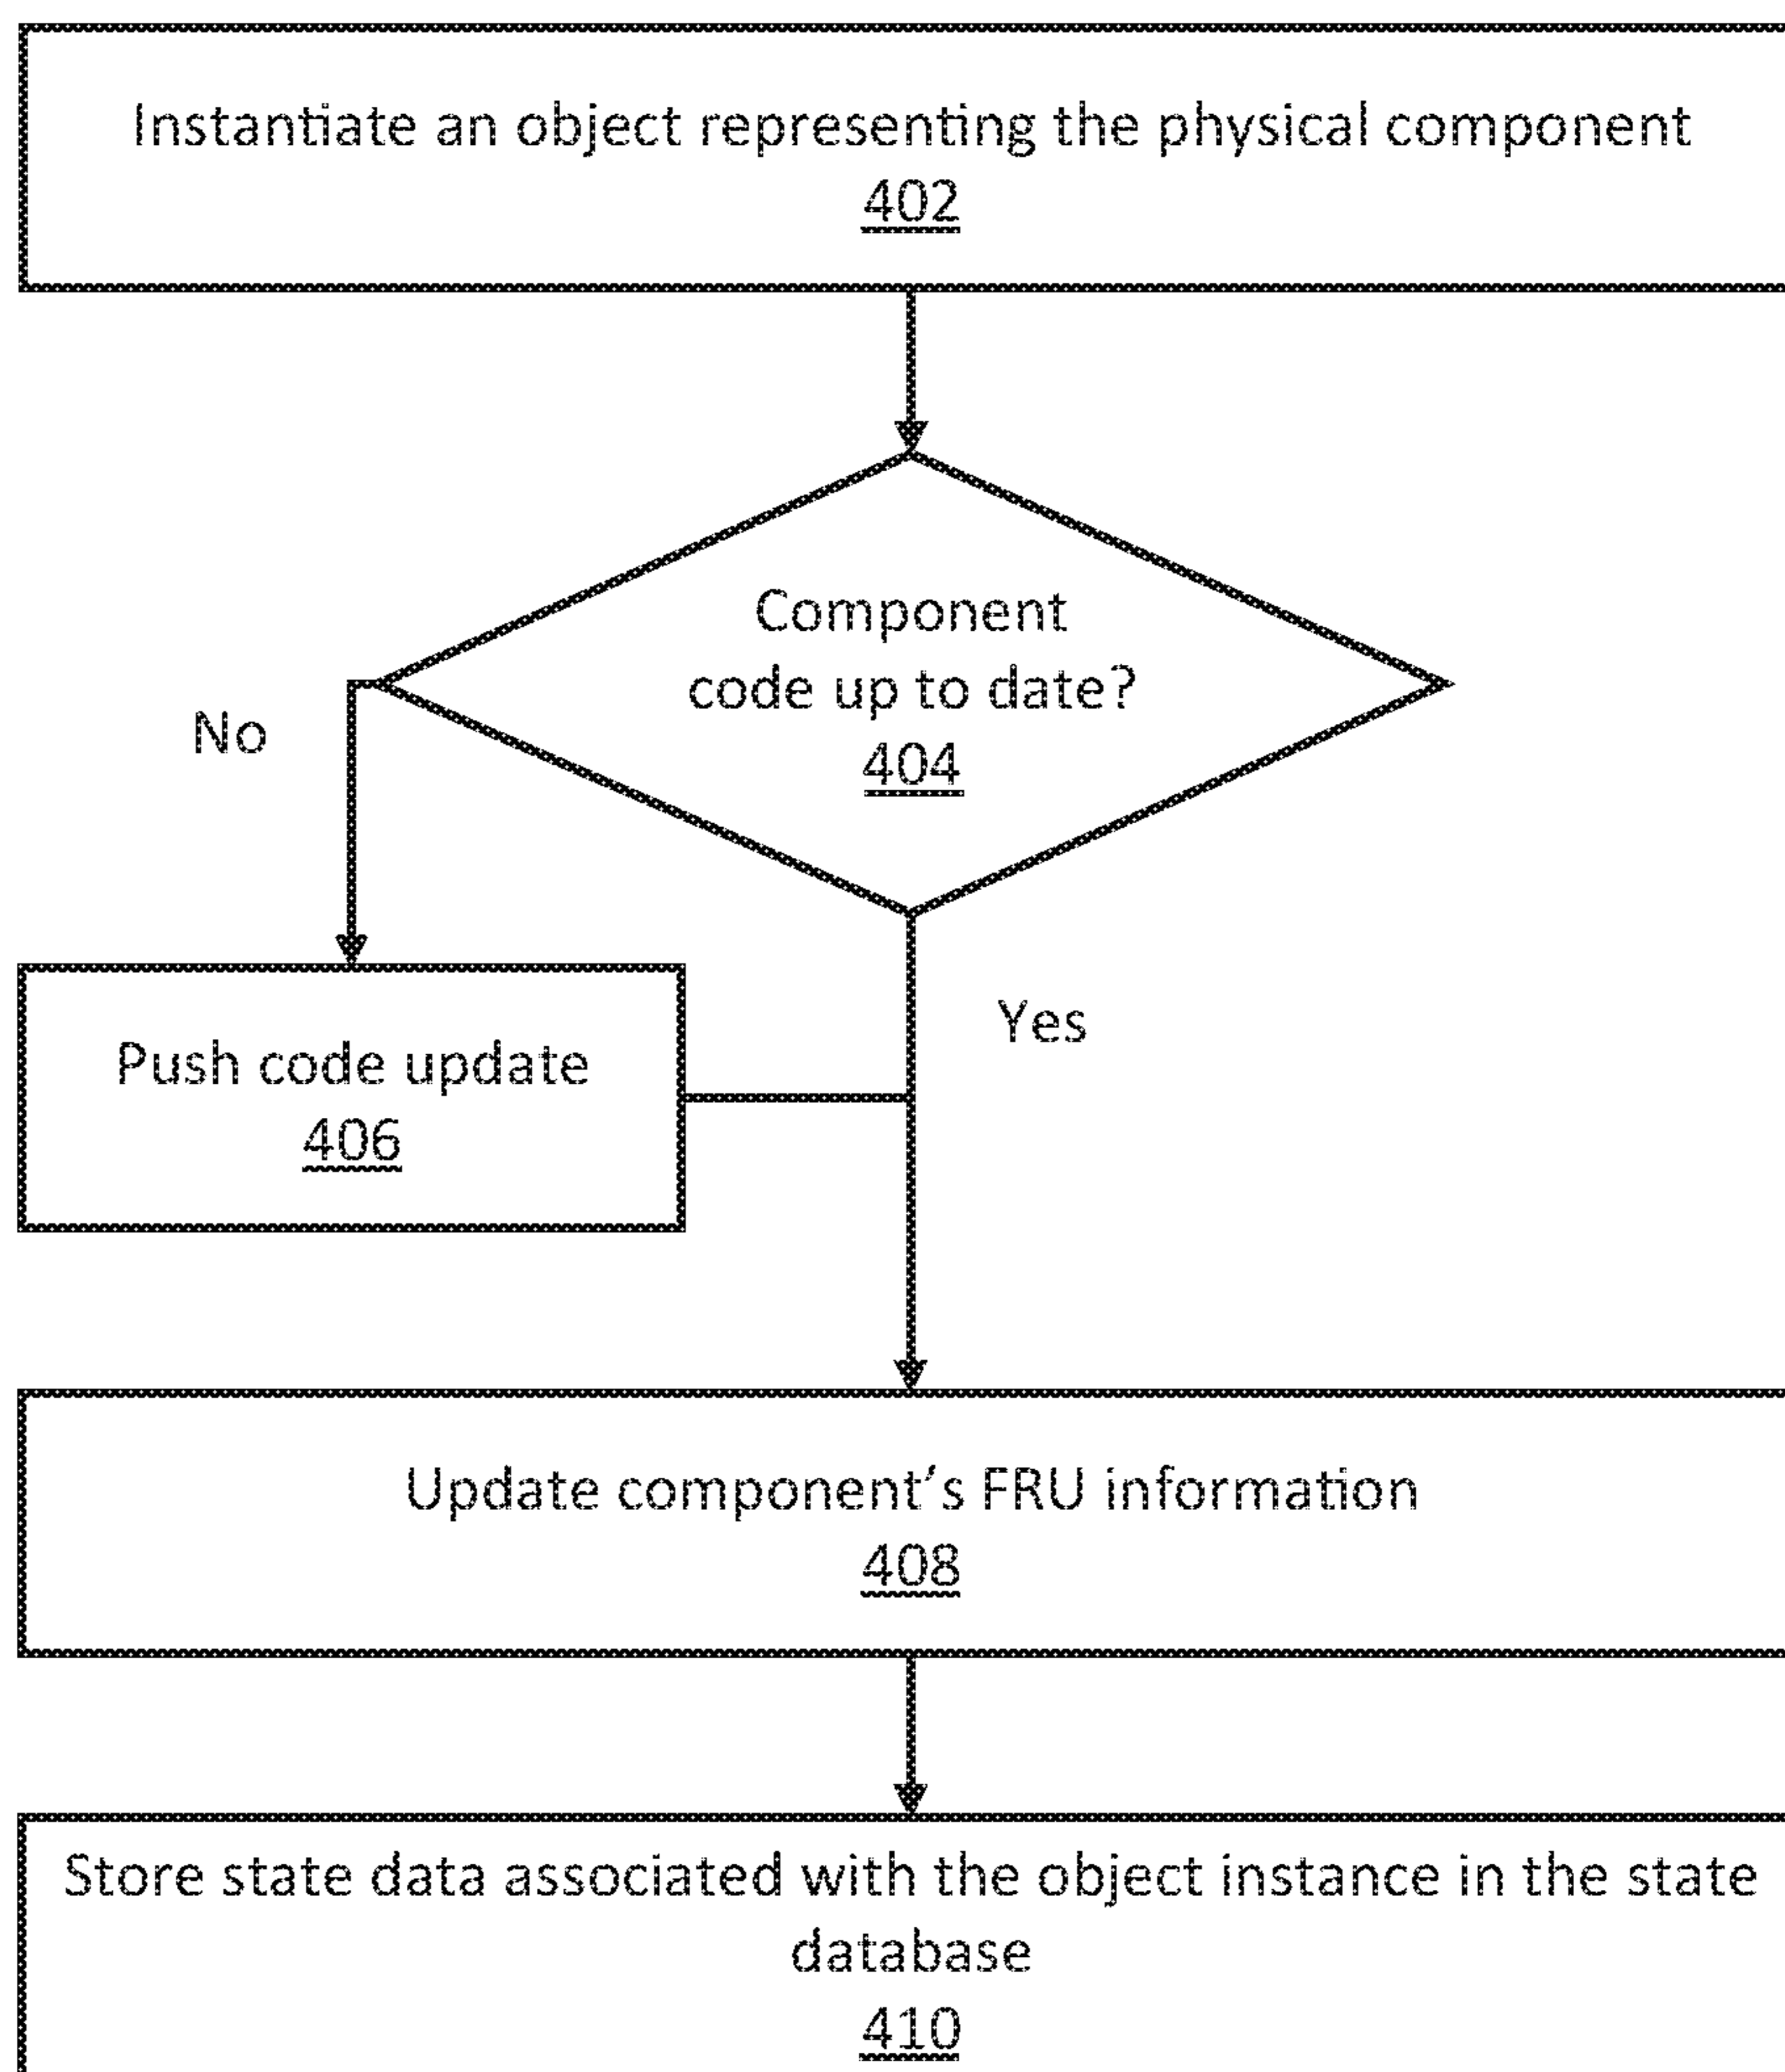 Instantiate an object representing the physical component
402
Component
code up to date?
404
No
Yes
Push code update
406
Update component's FRU information
408
Store state data associated with the object instance in the state
database
410